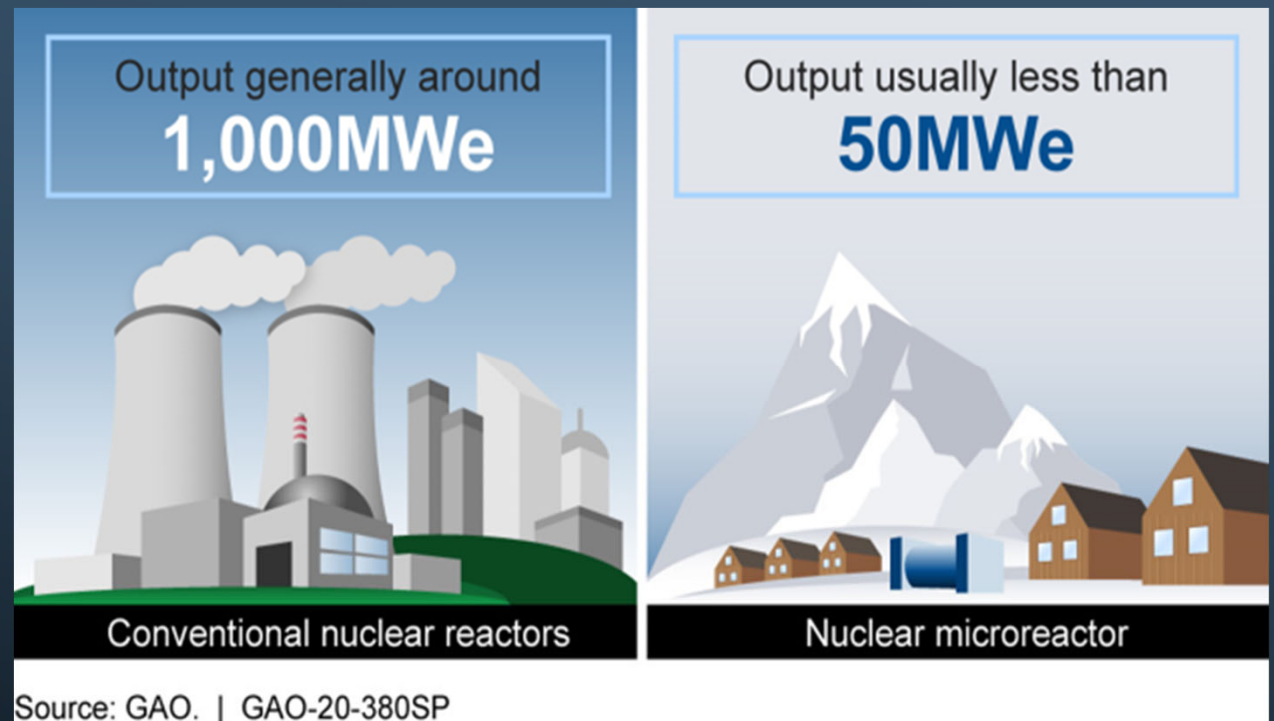 Output generally around
1,000MWe
Output usually less than
50MWe
Conventional nuclear reactors
Nuclear microreactor
Source: GAO. | GAO-20-380SP